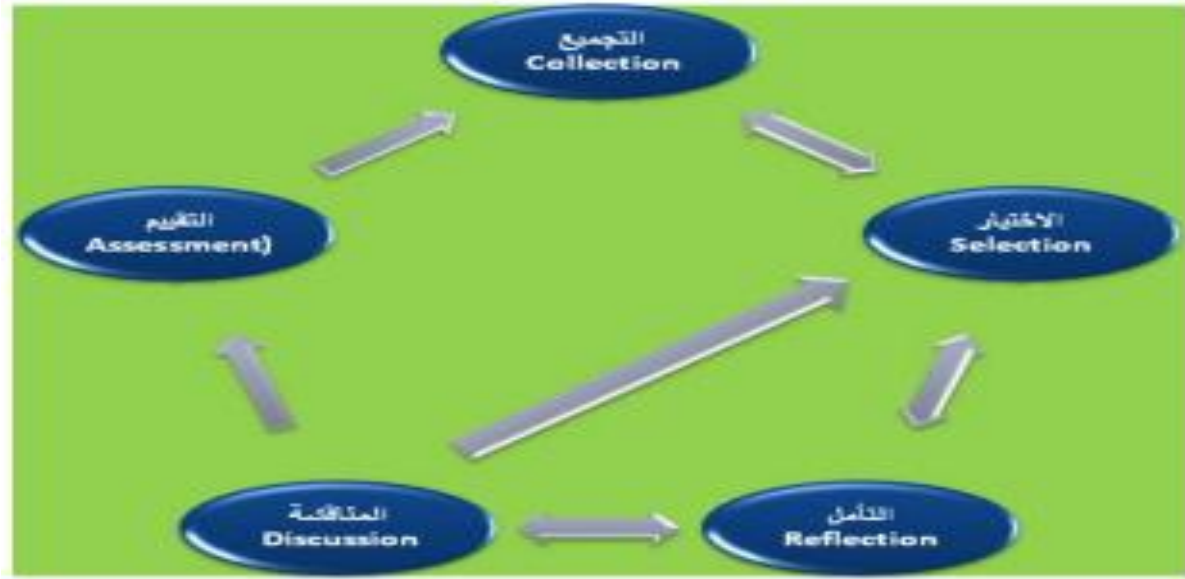 التجميع
Collection
الاختيار
Selection
التأمل
Reflection
المناقشة
Discussion
التقييم
Assessment)